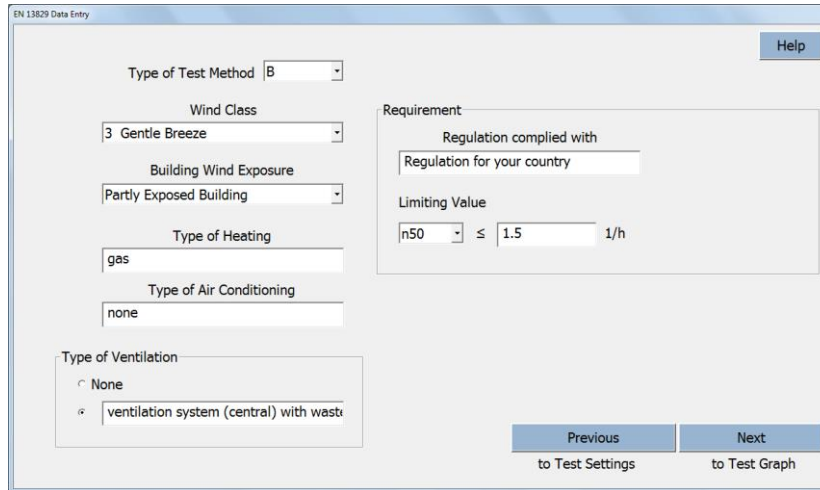 EN 13829 Data Entry
Help
Type of Test Method B
Wind Class
3 Gentle Breeze
Building Wind Exposure
Partly Exposed Building
Type of Heating
gas
Type of Air Conditioning
none
Type of Ventilation
None
ventilation system (central) with waste
Requirement
Regulation complied with
Regulation for your country
Limiting Value
n50 ≤ 1.5 1/h
Previous
to Test Settings
Next
to Test Graph